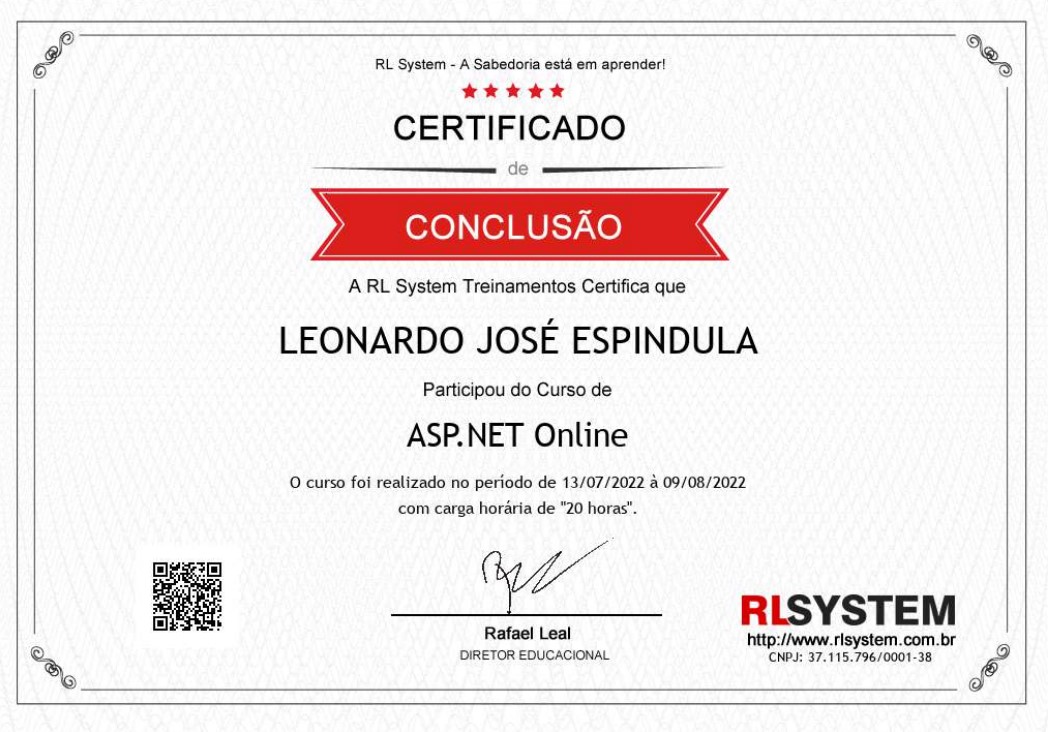 RL System - A Sabedoria está em aprender!
CERTIFICADO
de
CONCLUSÃO
A RL System Treinamentos Certifica que
LEONARDO JOSÉ ESPINDULA
Participou do Curso de
ASP.NET Online
O curso foi realizado no período de 13/07/2022 à 09/08/2022
com carga horária de "20 horas".
Rafael Leal
DIRETOR EDUCACIONAL
RLSYSTEM
http://www.rlsystem.com.br
CNPJ: 37.115.796/0001-38